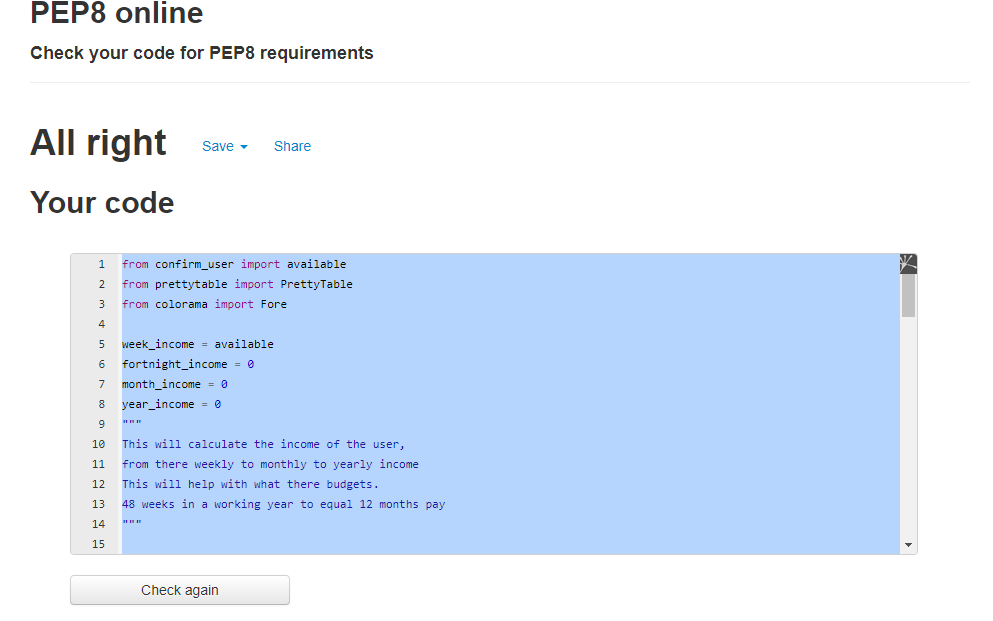 PEP8 online
Check your code for PEP8 requirements
All right Save Share
Your code
1 from confirm_user import available
2 from prettytable import PrettyTable
3 from colorama import Fore
4
5 week_income = available
6 fortnight_income = 0
7 month_income = 0
8 year_income = 0
9 """
10 This will calculate the income of the user,
11 from there weekly to monthly to yearly income
12 This will help with what there budgets.
13 48 weeks in a working year to equal 12 months pay
14 """
15
Check again